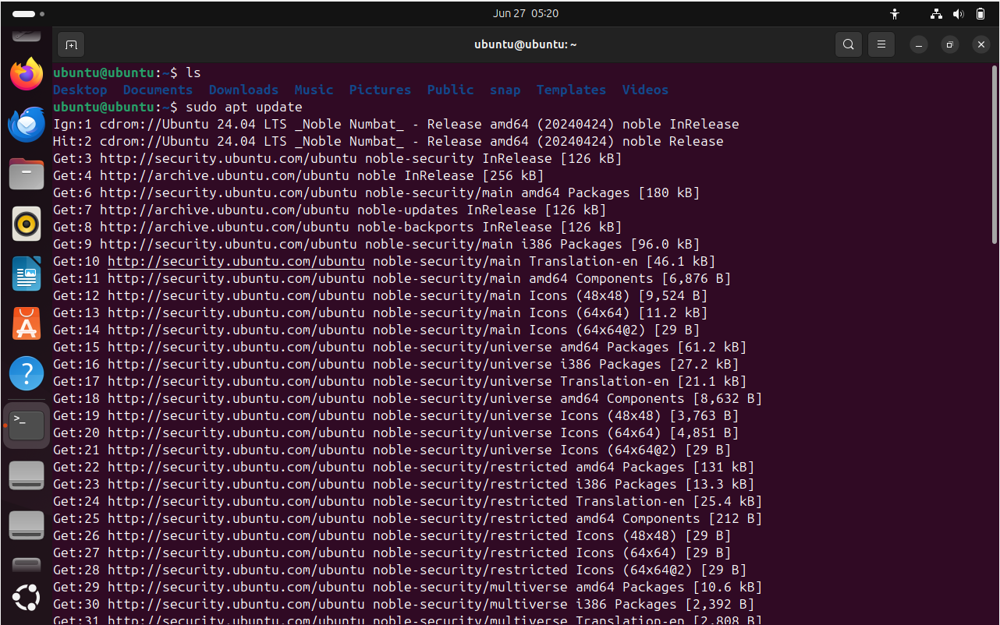 Jun 27 05:20
ubuntu@ubuntu: ~
ubuntu@ubuntu:~$ ls
Desktop Documents Downloads Music Pictures Public snap Templates Videos
ubuntu@ubuntu:~$ sudo apt update
Ign:1 cdrom://Ubuntu 24.04 LTS _Noble Numbat_ - Release amd64 (20240424) noble InRelease
Hit:2 cdrom://Ubuntu 24.04 LTS _Noble Numbat_ - Release amd64 (20240424) noble Release
Get:3 http://security.ubuntu.com/ubuntu noble-security InRelease [126 kB]
Get:4 http://archive.ubuntu.com/ubuntu noble InRelease [256 kB]
Get:6 http://security.ubuntu.com/ubuntu noble-security/main amd64 Packages [180 kB]
Get:7 http://archive.ubuntu.com/ubuntu noble-updates InRelease [126 kB]
Get:8 http://archive.ubuntu.com/ubuntu noble-backports InRelease [126 kB]
Get:9 http://security.ubuntu.com/ubuntu noble-security/main i386 Packages [96.0 kB]
Get:10 http://security.ubuntu.com/ubuntu noble-security/main Translation-en [46.1 kB]
Get:11 http://security.ubuntu.com/ubuntu noble-security/main amd64 Components [6,876 B]
Get:12 http://security.ubuntu.com/ubuntu noble-security/main Icons (48x48) [9,524 B]
Get:13 http://security.ubuntu.com/ubuntu noble-security/main Icons (64x64) [11.2 kB]
Get:14 http://security.ubuntu.com/ubuntu noble-security/main Icons (64x64@2) [29 B]
Get:15 http://security.ubuntu.com/ubuntu noble-security/universe amd64 Packages [61.2 kB]
Get:16 http://security.ubuntu.com/ubuntu noble-security/universe i386 Packages [27.2 kB]
Get:17 http://security.ubuntu.com/ubuntu noble-security/universe Translation-en [21.1 kB]
Get:18 http://security.ubuntu.com/ubuntu noble-security/universe amd64 Components [8,632 B]
Get:19 http://security.ubuntu.com/ubuntu noble-security/universe Icons (48x48) [3,763 B]
Get:20 http://security.ubuntu.com/ubuntu noble-security/universe Icons (64x64) [4,851 B]
Get:21 http://security.ubuntu.com/ubuntu noble-security/universe Icons (64x64@2) [29 B]
Get:22 http://security.ubuntu.com/ubuntu noble-security/restricted amd64 Packages [131 kB]
Get:23 http://security.ubuntu.com/ubuntu noble-security/restricted i386 Packages [13.3 kB]
Get:24 http://security.ubuntu.com/ubuntu noble-security/restricted Translation-en [25.4 kB]
Get:25 http://security.ubuntu.com/ubuntu noble-security/restricted amd64 Components [212 B]
Get:26 http://security.ubuntu.com/ubuntu noble-security/restricted Icons (48x48) [29 B]
Get:27 http://security.ubuntu.com/ubuntu noble-security/restricted Icons (64x64) [29 B]
Get:28 http://security.ubuntu.com/ubuntu noble-security/restricted Icons (64x64@2) [29 B]
Get:29 http://security.ubuntu.com/ubuntu noble-security/multiverse amd64 Packages [10.6 kB]
Get:30 http://security.ubuntu.com/ubuntu noble-security/multiverse i386 Packages [2,392 B]
Get:31 http://security.ubuntu.com/ubuntu noble-security/multiverse Translation-en [2,808 B]